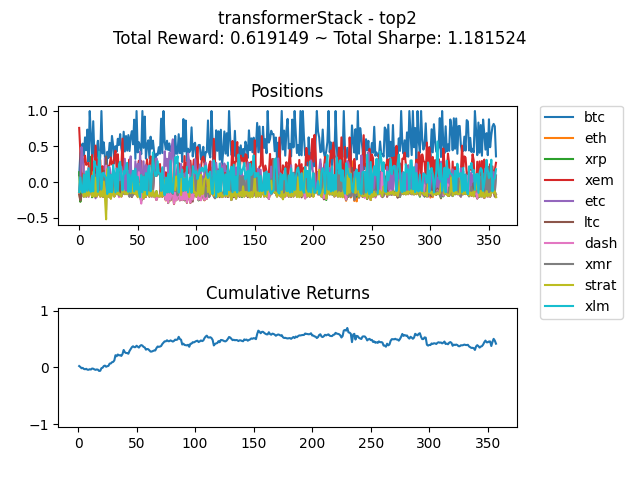 transformerStack - top2
Total Reward: 0.619149 ~ Total Sharpe: 1.181524
Positions
1.0
0.5
0.0
−0.5
0 50 100 150 200 250 300 350
btc
eth
xrp
xem
etc
ltc
dash
xmr
strat
xlm
Cumulative Returns
1
0
−1
0 50 100 150 200 250 300 350